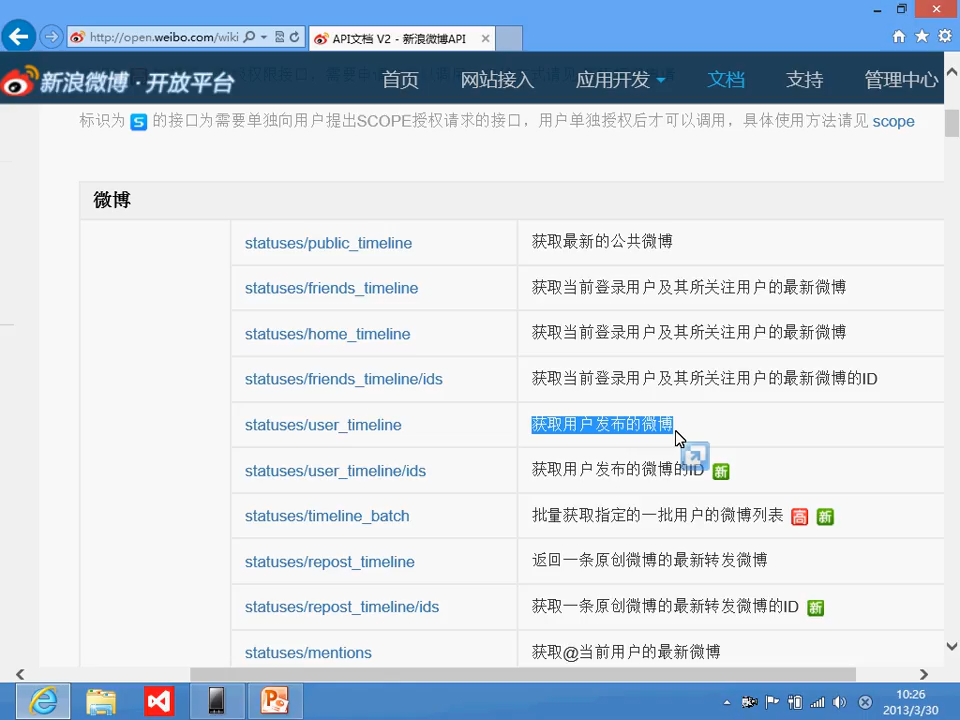 http://open.weibo.com/wiki
API文档 V2 - 新浪微博API
新浪微博·开放平台
首页
网站接入
应用开发
文档
支持
管理中心
标识为 S 的接口为需要单独向用户提出SCOPE授权请求的接口，用户单独授权后才可以调用，具体使用方法请见 scope
微博
statuses/public_timeline 获取最新的公共微博
statuses/friends_timeline 获取当前登录用户及其所关注用户的最新微博
statuses/home_timeline 获取当前登录用户及其所关注用户的最新微博
statuses/friends_timeline/ids 获取当前登录用户及其所关注用户的最新微博的ID
statuses/user_timeline 获取用户发布的微博
statuses/user_timeline/ids 获取用户发布的微博的ID 新
statuses/timeline_batch 批量获取指定的一批用户的微博列表 高 新
statuses/repost_timeline 返回一条原创微博的最新转发微博
statuses/repost_timeline/ids 获取一条原创微博的最新转发微博的ID 新
statuses/mentions 获取@当前用户的最新微博
10:26
2013/3/30